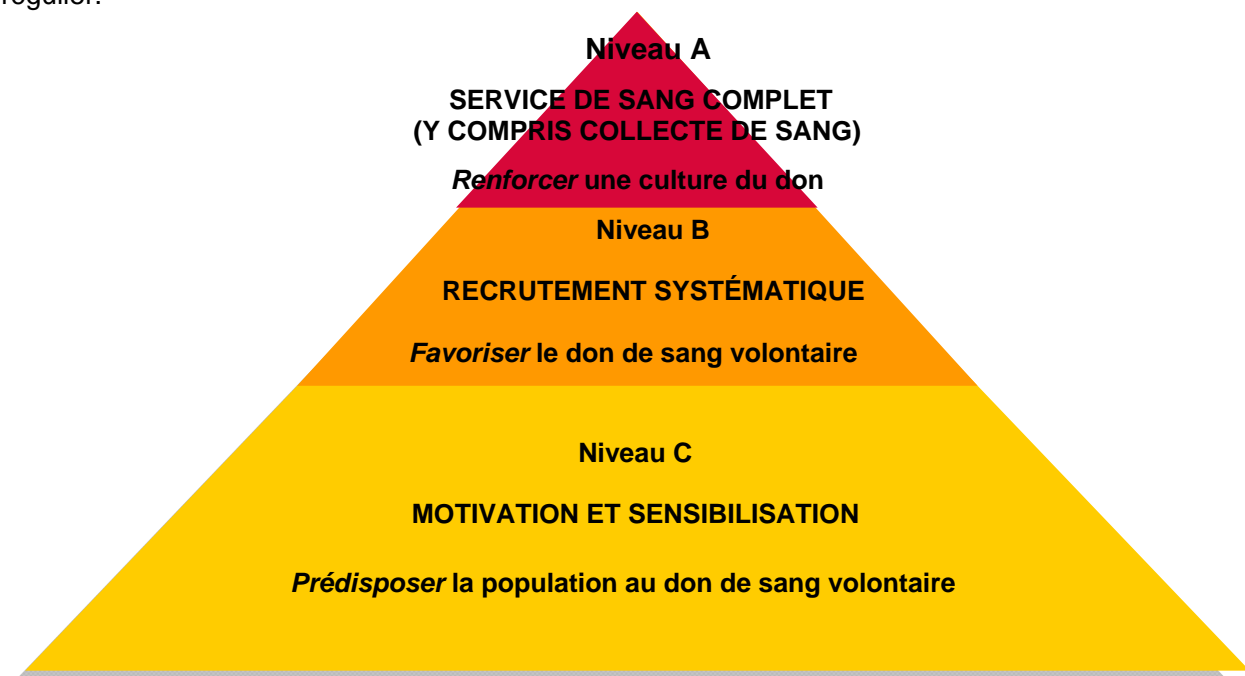 régulier.
Niveau A
SERVICE DE SANG COMPLET
(Y COMPRIS COLLECTE DE SANG)
Renforcer une culture du don
Niveau B
RECRUTEMENT SYSTÉMATIQUE
Favoriser le don de sang volontaire
Niveau C
MOTIVATION ET SENSIBILISATION
Prédisposer la population au don de sang volontaire